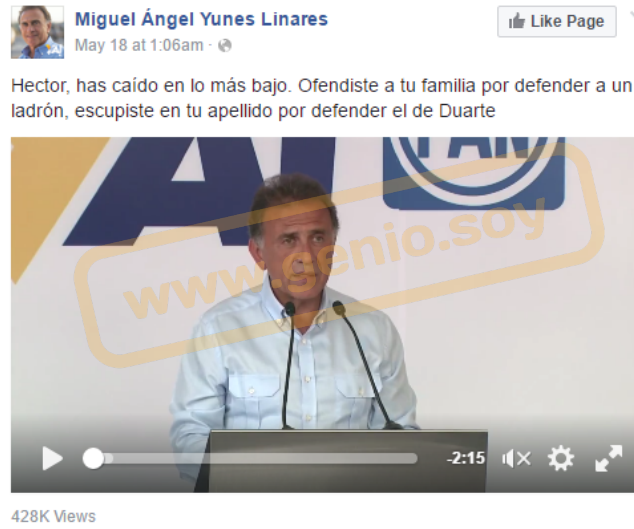 Miguel Ángel Yunes Linares
Like Page
May 18 at 1:06am ·
Hector, has caído en lo más bajo. Ofendiste a tu familia por defender a un
ladrón, escupiste en tu apellido por defender el de Duarte
AI
PAN
www.genio.soy
-2:15
428K Views